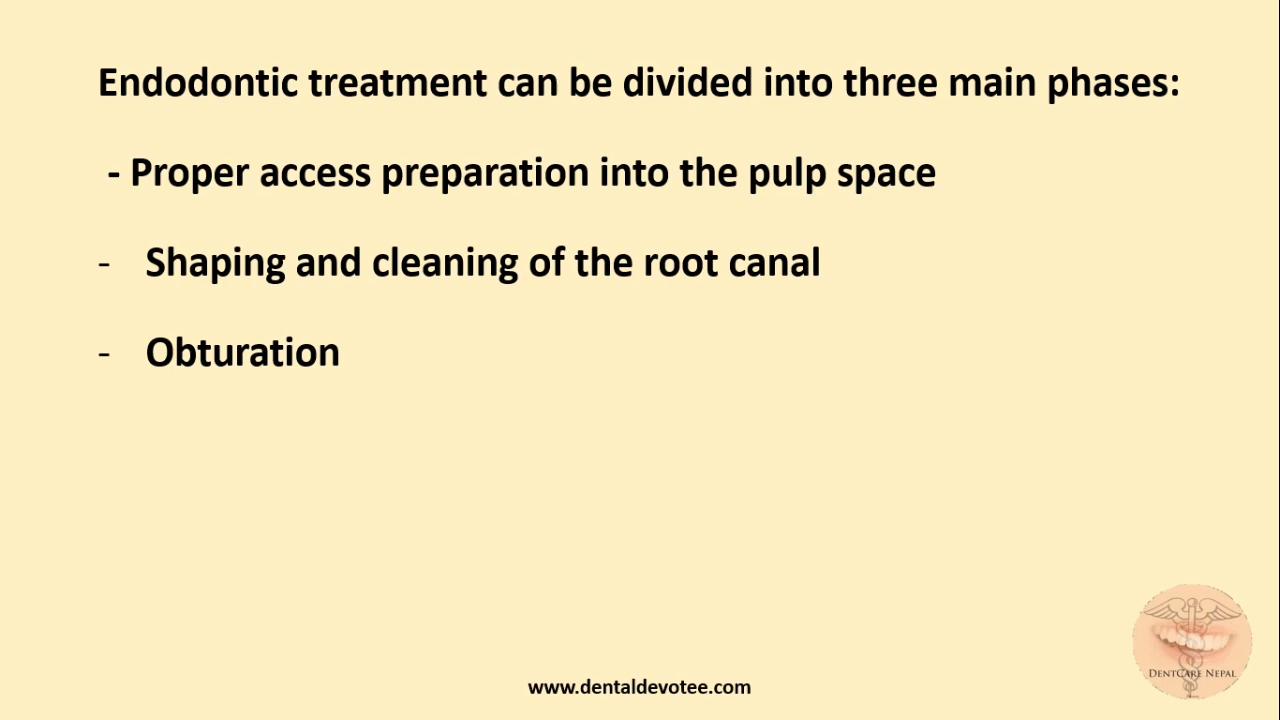 Endodontic treatment can be divided into three main phases:
- Proper access preparation into the pulp space
- Shaping and cleaning of the root canal
- Obturation
DENTCARE NEPAL
www.dentaldevotee.com